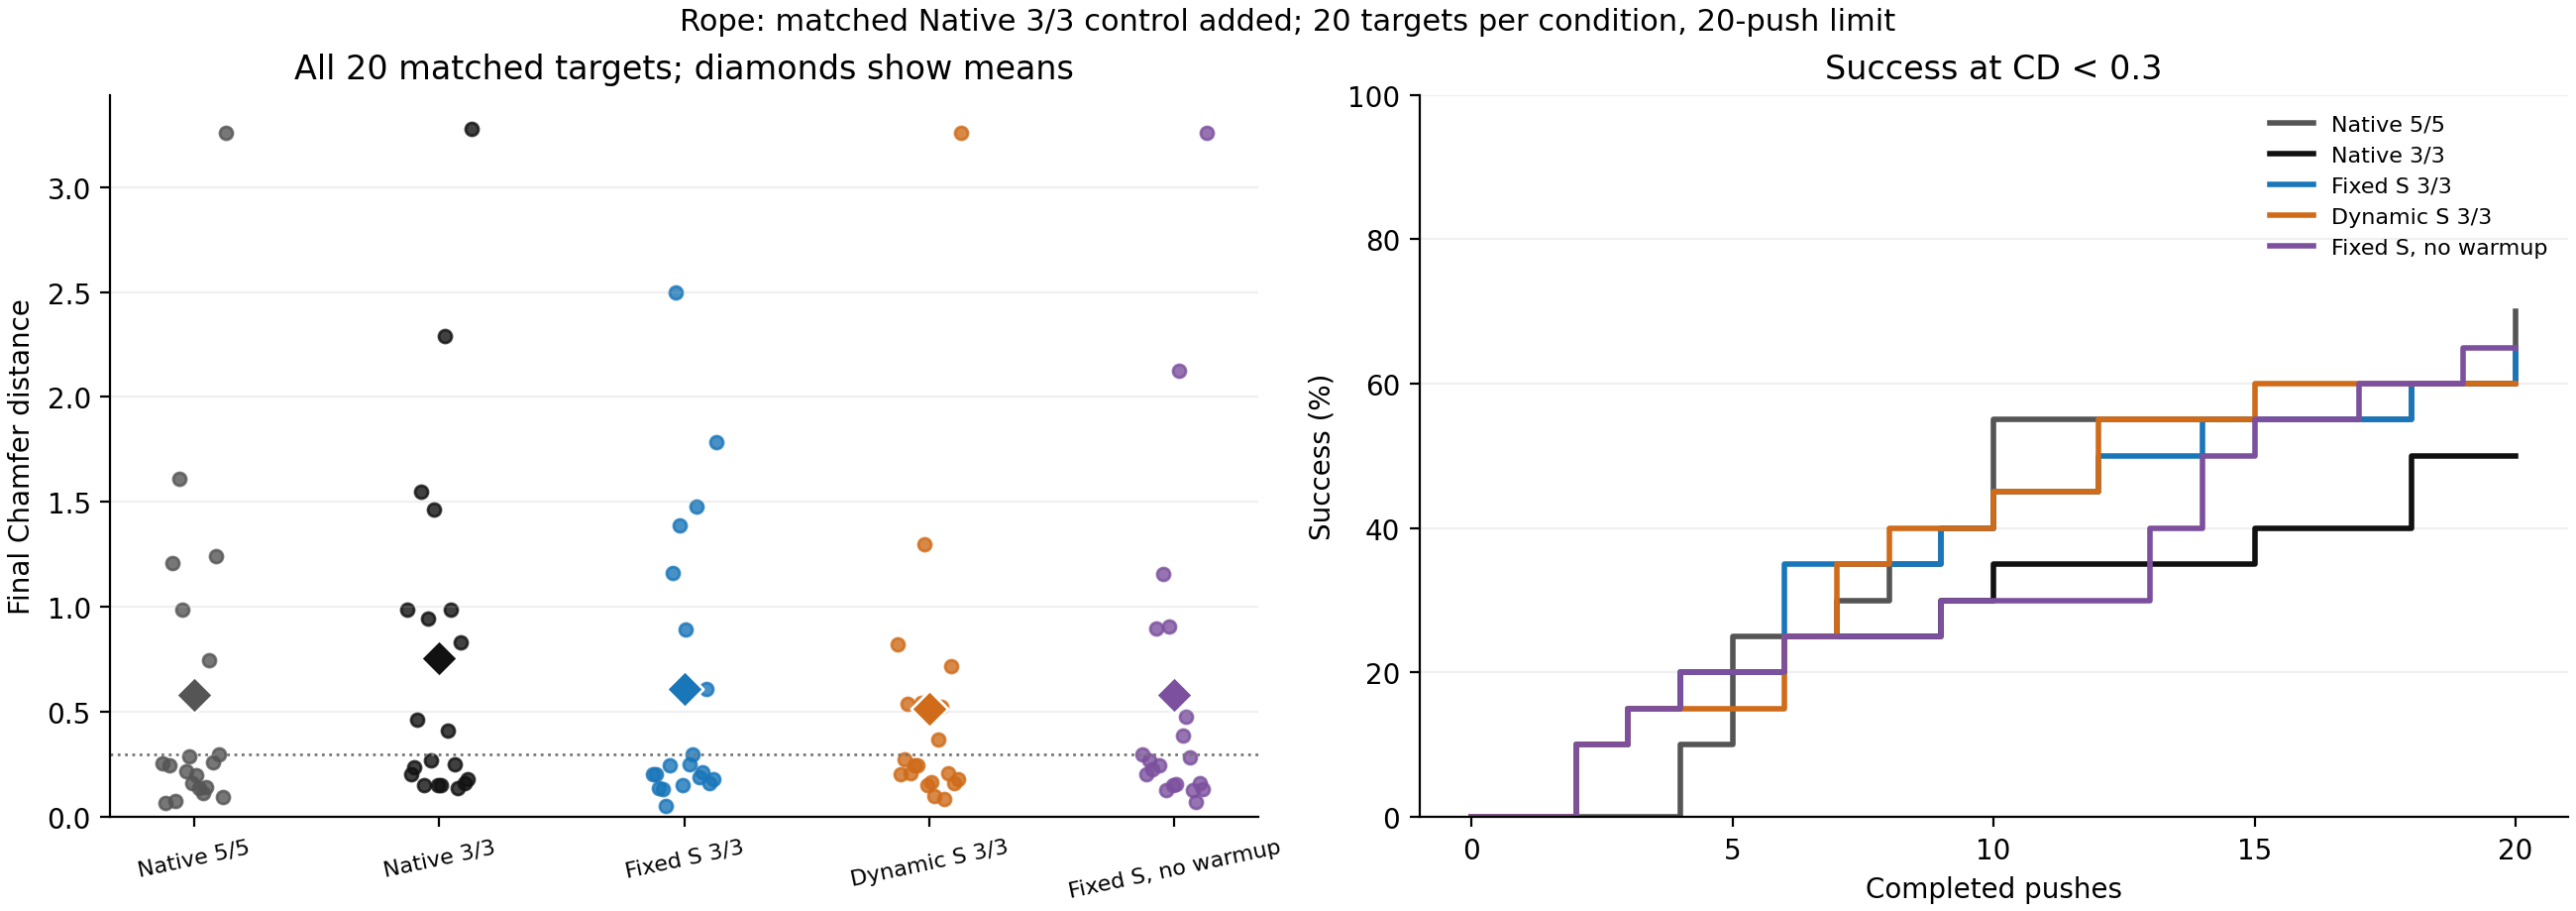 Rope: matched Native 3/3 control added; 20 targets per condition, 20-push limit
All 20 matched targets; diamonds show means
Final Chamfer distance
3.0
2.5
2.0
1.5
1.0
0.5
0.0
Native 5/5
Native 3/3
Fixed S 3/3
Dynamic S 3/3
Fixed S, no warmup
Success at CD < 0.3
Success (%)
100
80
60
40
20
0
Native 5/5
Native 3/3
Fixed S 3/3
Dynamic S 3/3
Fixed S, no warmup
0
5
10
15
20
Completed pushes